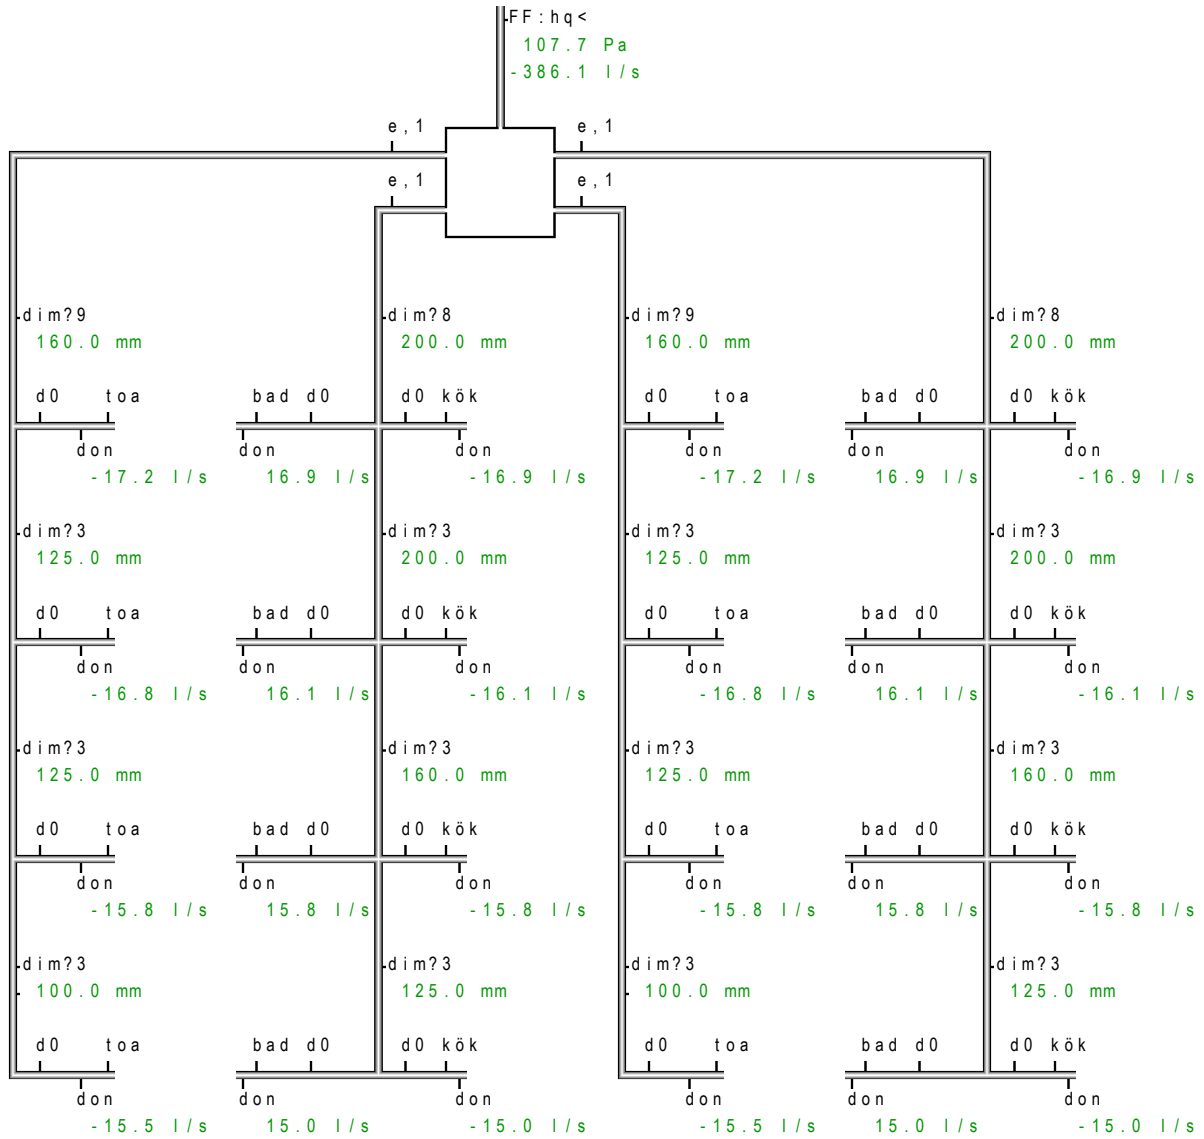 FF:hq<
107.7 Pa
-386.1 l/s
e,1 e,1
e,1 e,1
dim?9 dim?8 dim?9 dim?8
160.0 mm 200.0 mm 160.0 mm 200.0 mm
d0 toa bad d0 d0 kök d0 toa bad d0 d0 kök
don don don don don don
-17.2 l/s 16.9 l/s -16.9 l/s -17.2 l/s 16.9 l/s -16.9 l/s
dim?3 dim?3 dim?3 dim?3
125.0 mm 200.0 mm 125.0 mm 200.0 mm
d0 toa bad d0 d0 kök d0 toa bad d0 d0 kök
don don don don don don
-16.8 l/s 16.1 l/s -16.1 l/s -16.8 l/s 16.1 l/s -16.1 l/s
dim?3 dim?3 dim?3 dim?3
125.0 mm 160.0 mm 125.0 mm 160.0 mm
d0 toa bad d0 d0 kök d0 toa bad d0 d0 kök
don don don don don don
-15.8 l/s 15.8 l/s -15.8 l/s -15.8 l/s 15.8 l/s -15.8 l/s
dim?3 dim?3 dim?3 dim?3
100.0 mm 125.0 mm 100.0 mm 125.0 mm
d0 toa bad d0 d0 kök d0 toa bad d0 d0 kök
don don don don don don
-15.5 l/s 15.0 l/s -15.0 l/s -15.5 l/s 15.0 l/s -15.0 l/s